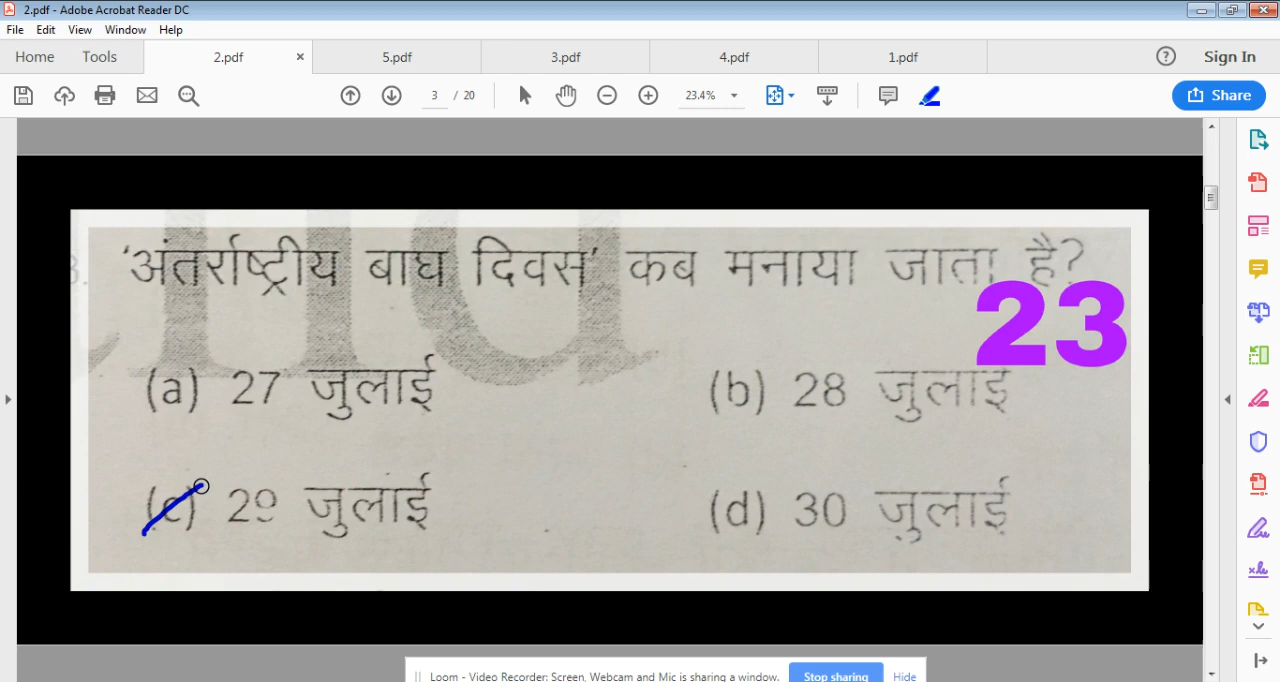 2.pdf - Adobe Acrobat Reader DC
File Edit View Window Help
Home Tools 2.pdf × 5.pdf 3.pdf 4.pdf 1.pdf ? Sign In
3 / 20 23.4% Share
'अंतर्राष्ट्रीय बाघ दिवस' कब मनाया जाता है?
23
(a) 27 जुलाई (b) 28 जुलाई
(c) 29 जुलाई (d) 30 जुलाई
Loom - Video Recorder: Screen, Webcam and Mic is sharing a window. Stop sharing Hide